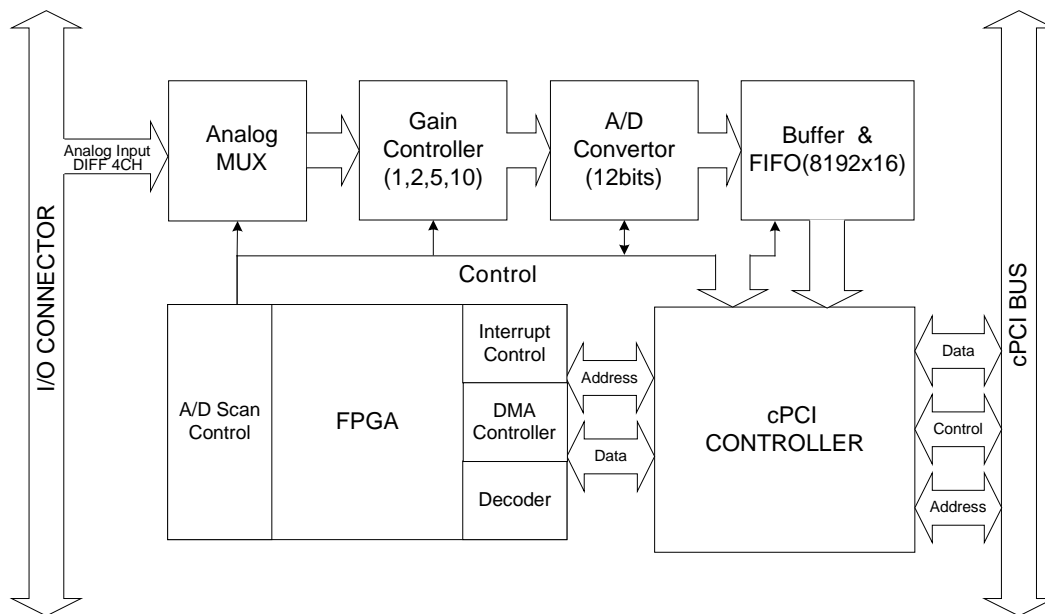 I/O CONNECTOR
Analog Input
DIFF 4CH
Analog
MUX
Gain
Controller
(1,2,5,10)
A/D
Convertor
(12bits)
Buffer &
FIFO(8192x16)
Control
A/D Scan
Control
FPGA
Interrupt
Control
DMA
Controller
Decoder
Address
Data
cPCI
CONTROLLER
Data
Control
Address
cPCI BUS